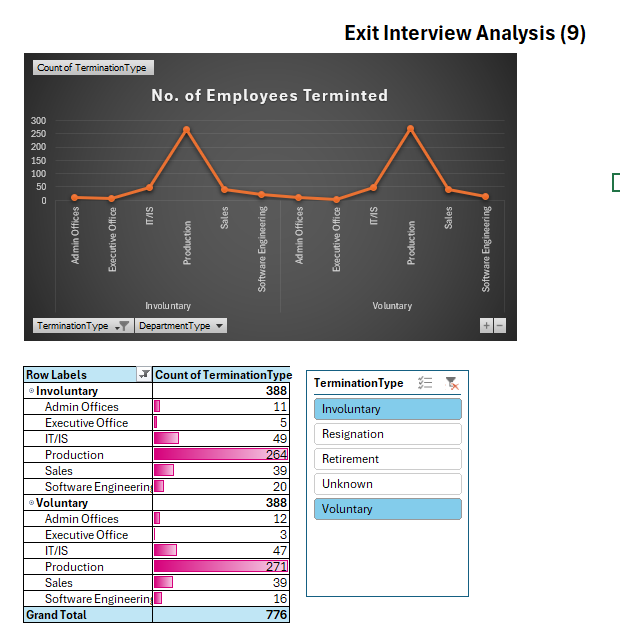 Exit Interview Analysis (9)
Count of TerminationType
No. of Employees Terminted
300
250
200
150
100
50
0
Admin Offices
Executive Office
IT/IS
Production
Sales
Software Engineering
Admin Offices
Executive Office
IT/IS
Production
Sales
Software Engineering
Involuntary
Voluntary
TerminationType DepartmentType
+ −
Row Labels Count of TerminationType
Involuntary 388
Admin Offices 11
Executive Office 5
IT/IS 49
Production 264
Sales 39
Software Engineering 20
Voluntary 388
Admin Offices 12
Executive Office 3
IT/IS 47
Production 271
Sales 39
Software Engineering 16
Grand Total 776
TerminationType
Involuntary
Resignation
Retirement
Unknown
Voluntary